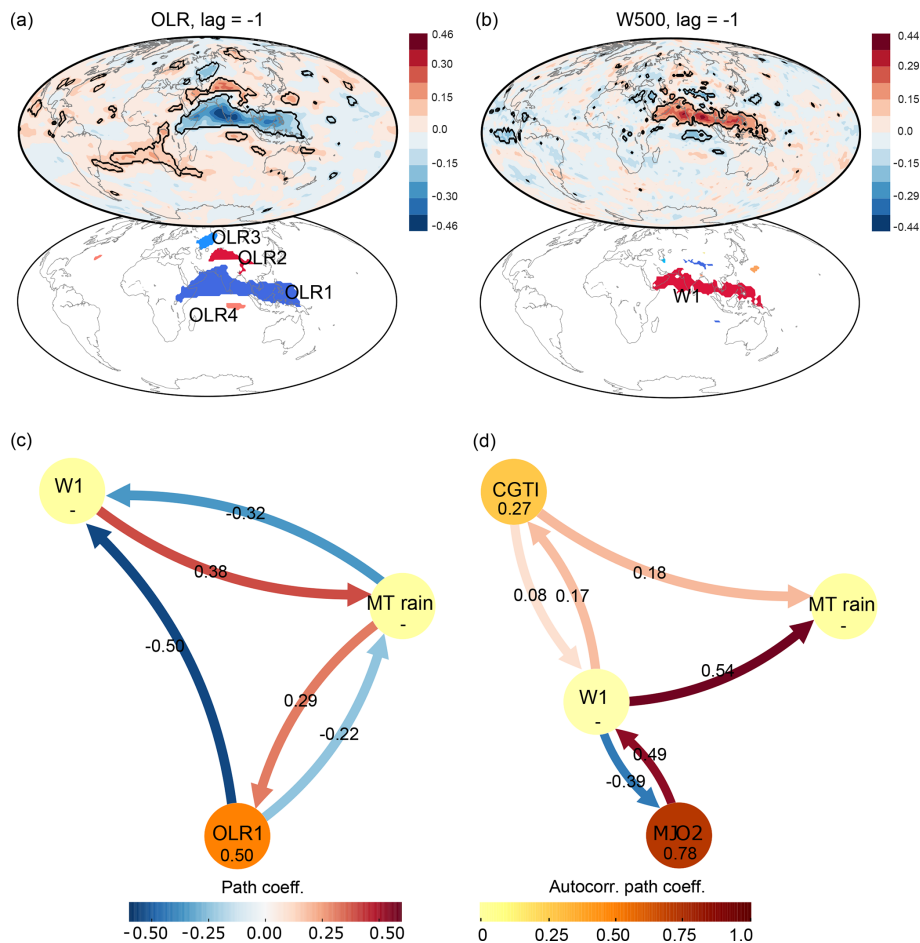 (a)
OLR, lag = -1
0.46
0.30
0.15
0.0
-0.15
-0.30
-0.46
OLR3
OLR2
OLR1
OLR4
(b)
W500, lag = -1
0.44
0.29
0.15
0.0
-0.15
-0.29
-0.44
W1
(c)
W1
-
-0.32
0.38
MT rain
-
-0.50
0.29
-0.22
OLR1
0.50
Path coeff.
-0.50 -0.25 0.00 0.25 0.50
(d)
CGTI
0.27
0.18
0.08
0.17
MT rain
-
0.54
W1
-
0.49
-0.39
MJO2
0.78
Autocorr. path coeff.
0 0.25 0.50 0.75 1.0